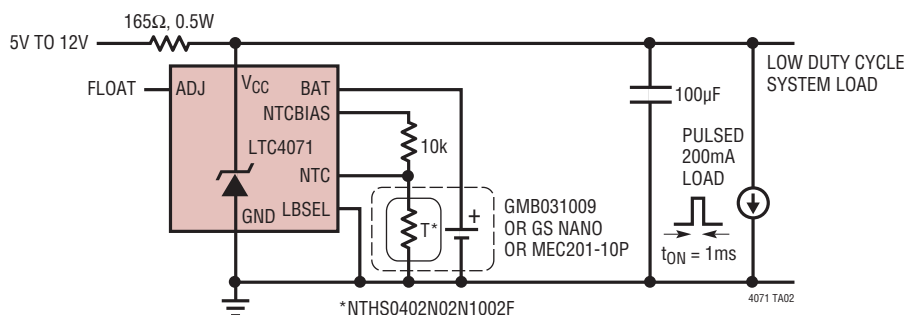 165Ω, 0.5W
5V TO 12V
FLOAT
ADJ
VCC
BAT
NTCBIAS
LTC4071
NTC
GND
LBSEL
10k
T*
+
GMB031009
OR GS NANO
OR MEC201-10P
100µF
LOW DUTY CYCLE
SYSTEM LOAD
PULSED
200mA
LOAD
tON = 1ms
*NTHS0402N02N1002F
4071 TA02